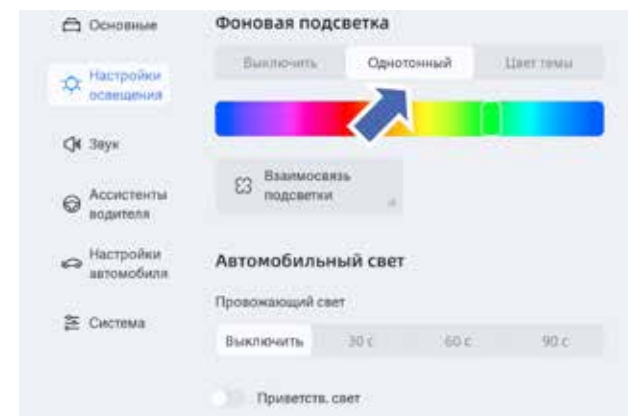 Основные
Настройки
освещения
Звук
Ассистенты
водителя
Настройки
автомобиля
Система
Фоновая подсветка
Выключить Однотонный Цвет темы
Взаимосвязь
подсветки
Автомобильный свет
Провожающий свет
Выключить 30 с 60 с 90 с
Приветств. свет